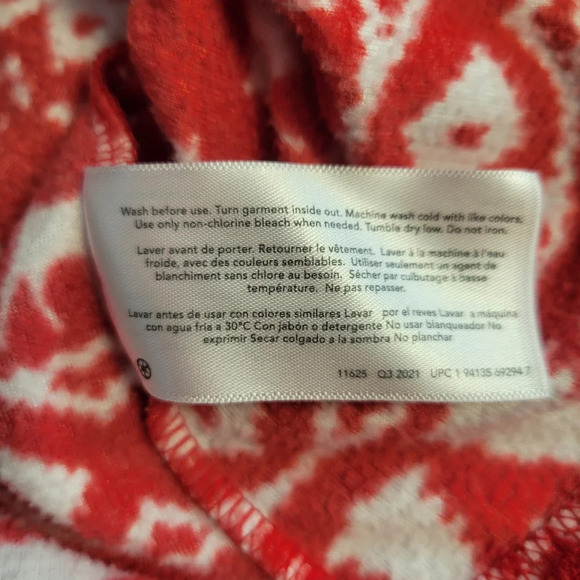 Wash before use. Turn garment inside out. Machine wash cold with like colors.
Use only non-chlorine bleach when needed. Tumble dry low. Do not iron.
Laver avant de porter. Retourner le vêtement. Laver à la machine à l'eau
froide, avec des couleurs semblables. Utiliser seulement un agent de
blanchiment sans chlore au besoin. Sécher par culbutage à basse
température. Ne pas repasser.
Lavar antes de usar con colores similares Lavar por el reves Lavar a máquina
con agua fria a 30°C Con jabón o detergente No usar blanqueador No
exprimir Secar colgado a la sombra No planchar
11625 Q3 2021 UPC 1 94135 69294 7